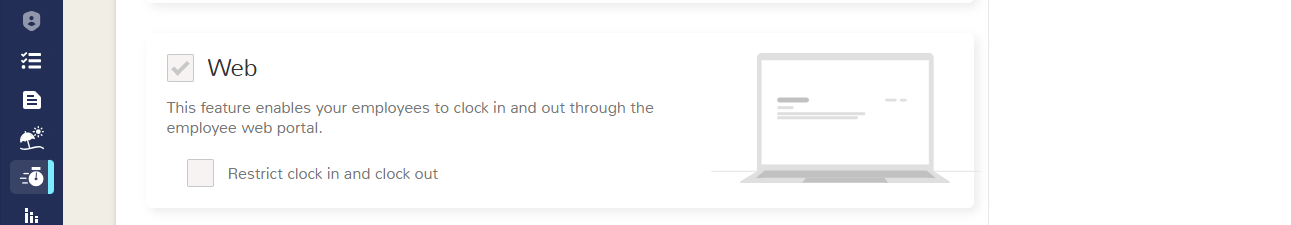 Web
This feature enables your employees to clock in and out through the
employee web portal.
Restrict clock in and clock out